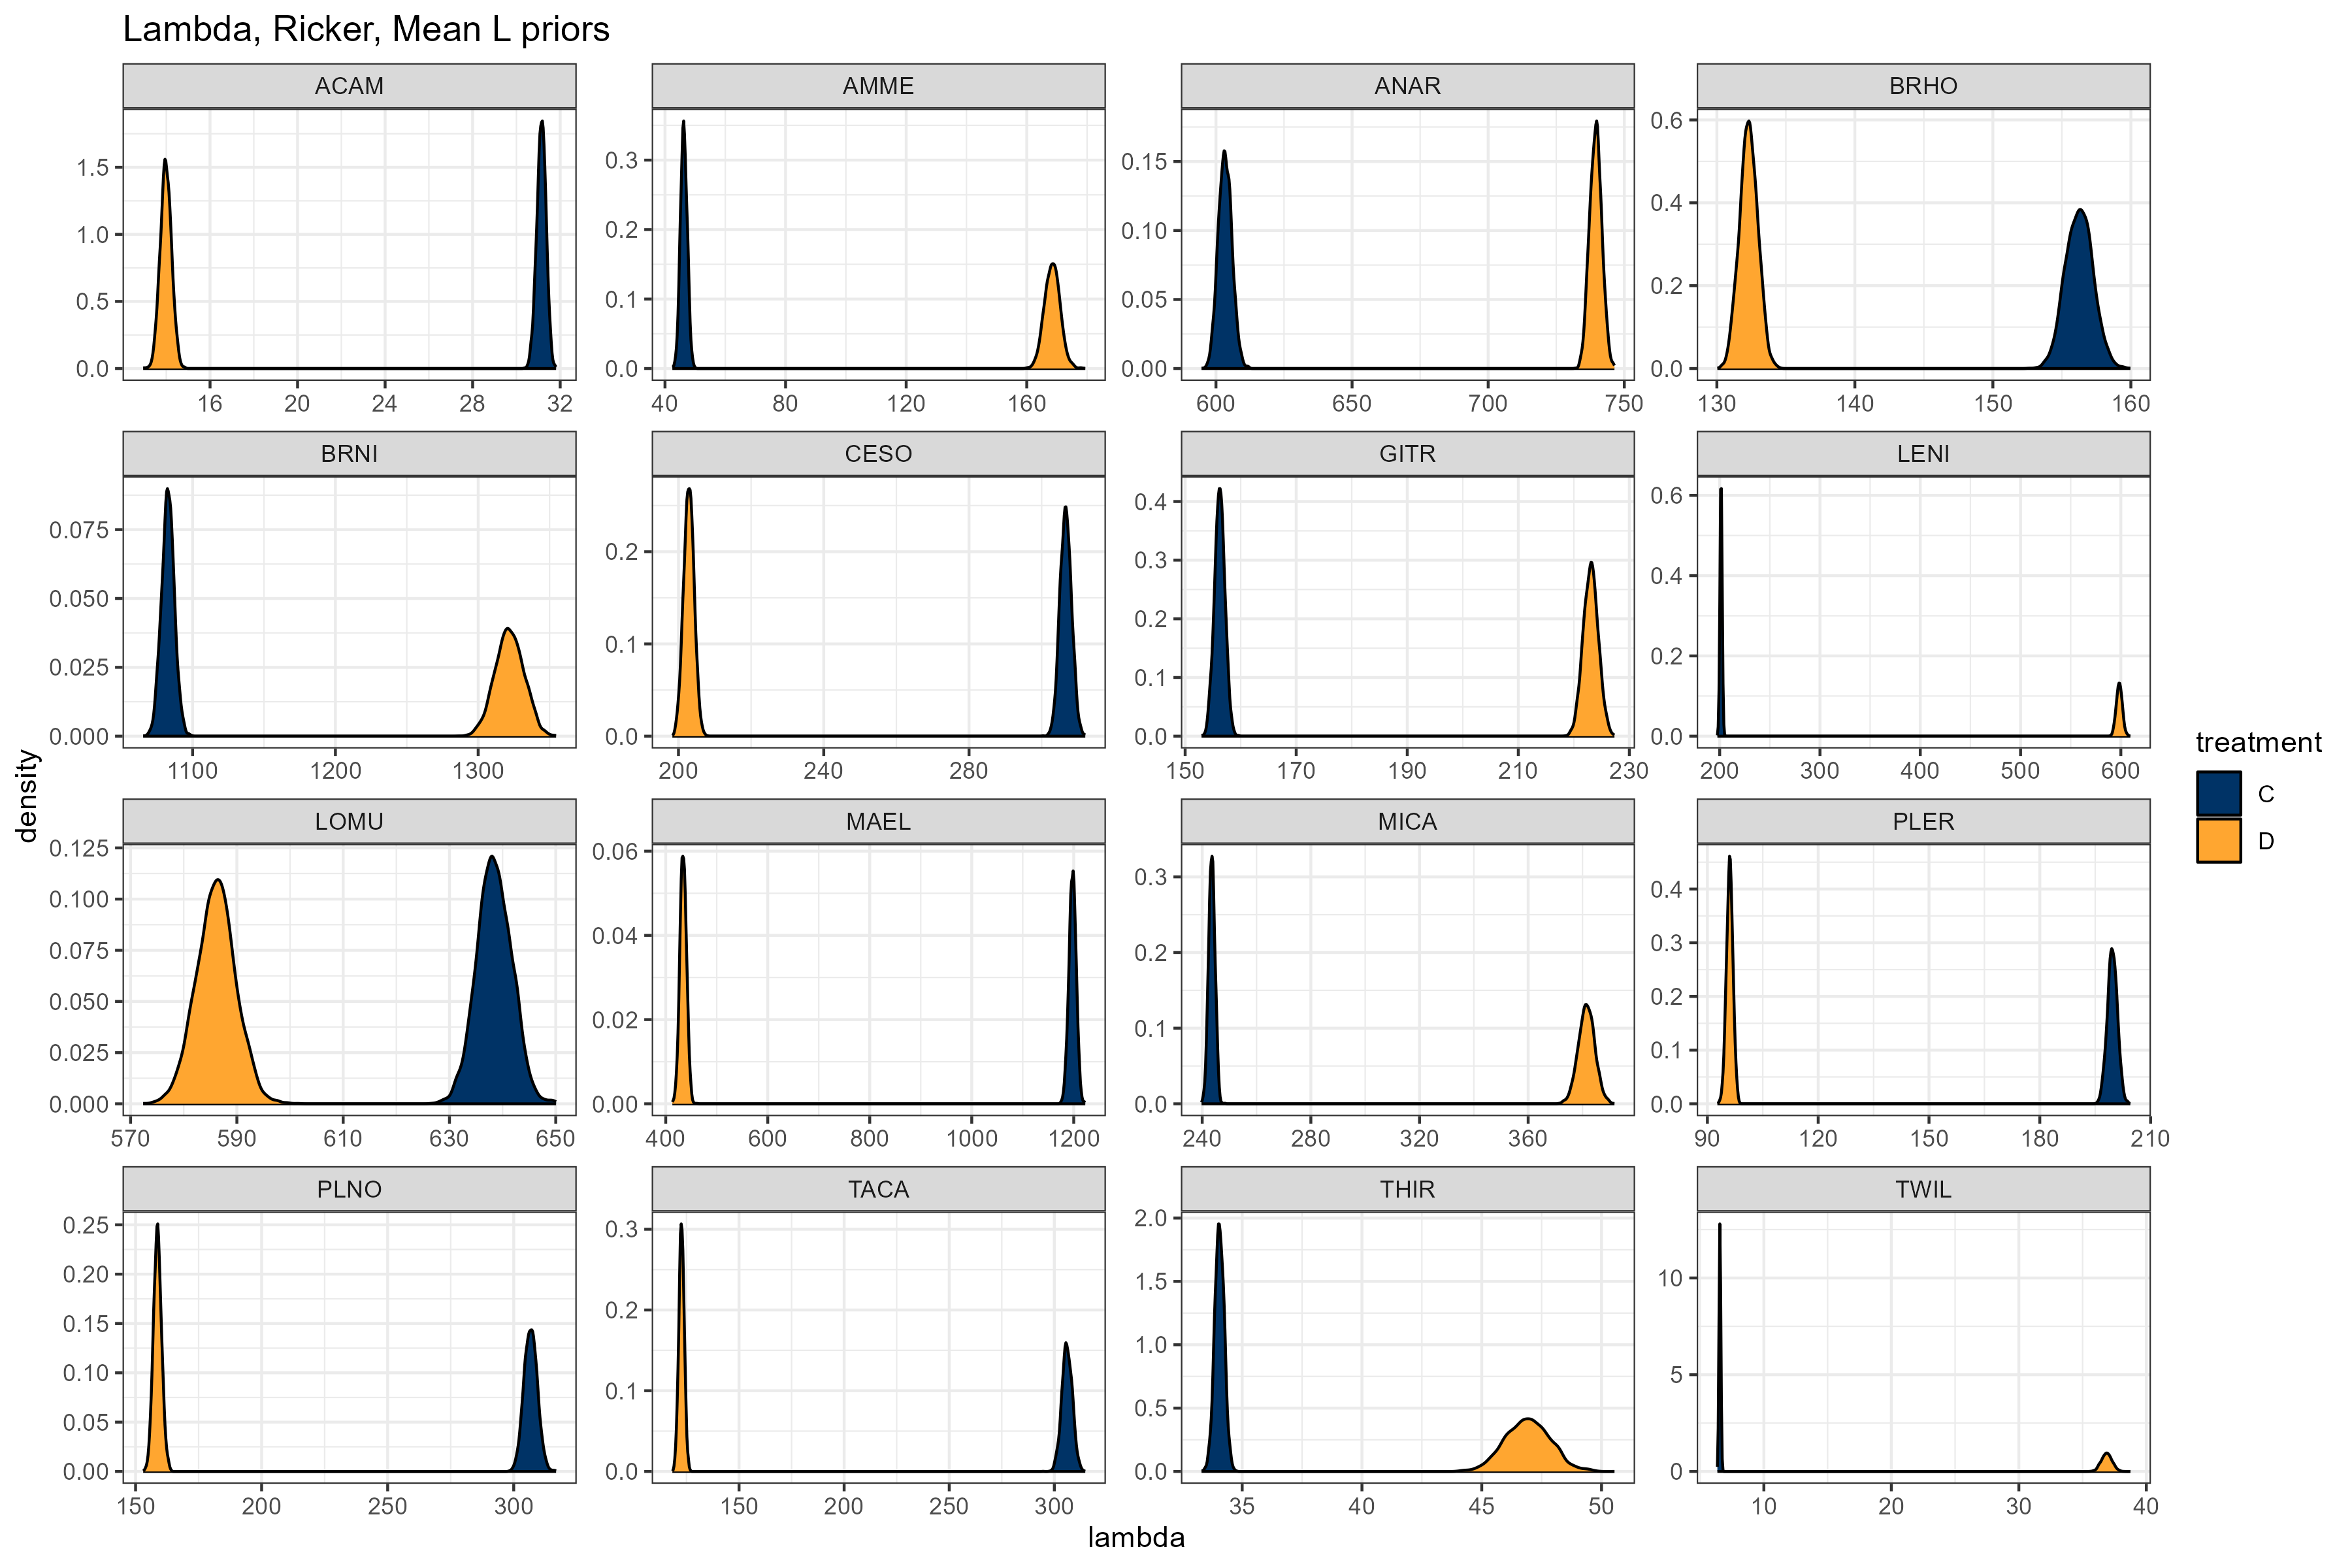 Lambda, Ricker, Mean L priors
ACAM AMME ANAR BRHO
1.5 0.3 0.15 0.6
1.0 0.2 0.10 0.4
0.5 0.1 0.05 0.2
0.0 0.0 0.00 0.0
16 20 24 28 32 40 80 120 160 600 650 700 750 130 140 150 160
BRNI CESO GITR LENI
0.075 0.2 0.4 0.6
0.050 0.1 0.3 0.4
0.025 0.0 0.2 0.2
0.000 0.1 0.0
0.0
1100 1200 1300 200 240 280 150 170 190 210 230 200 300 400 500 600
LOMU MAEL MICA PLER
0.125 0.06 0.3 0.4
0.100 0.04 0.2 0.3
0.075 0.02 0.1 0.2
0.050 0.00 0.0 0.1
0.025 0.0
0.000
570 590 610 630 650 400 600 800 1000 1200 240 280 320 360 90 120 150 180 210
PLNO TACA THIR TWIL
0.25 0.3 2.0 10
0.20 0.2 1.5 5
0.15 0.1 1.0 0
0.10 0.0 0.5
0.05 0.0
0.00
150 200 250 300 150 200 250 300 35 40 45 50 10 20 30 40
lambda
density
treatment
C
D